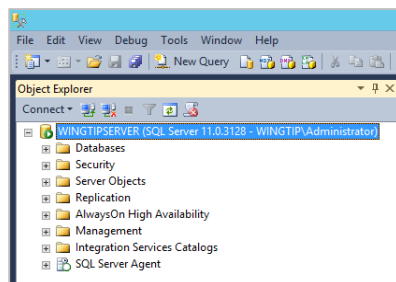 File Edit View Debug Tools Window Help
New Query
Object Explorer
Connect
WINGTIPSERVER (SQL Server 11.0.3128 - WINGTIP\Administrator)
Databases
Security
Server Objects
Replication
AlwaysOn High Availability
Management
Integration Services Catalogs
SQL Server Agent